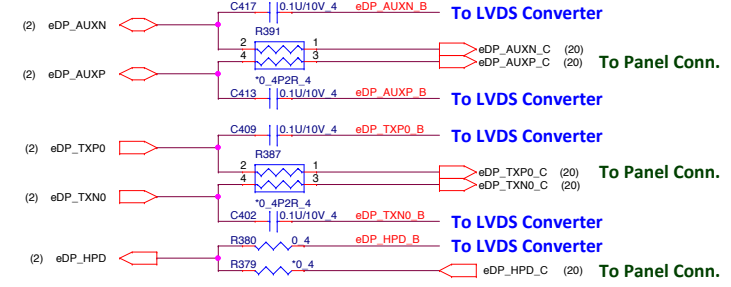 C417 0.1U/10V_4 eDP_AUXN_B To LVDS Converter
(2) eDP_AUXN
R391
2 1
eDP_AUXN_C (20)
4 3
eDP_AUXP_C (20) To Panel Conn.
(2) eDP_AUXP
*0_4P2R_4
C413 0.1U/10V_4 eDP_AUXP_B To LVDS Converter
C409 0.1U/10V_4 eDP_TXP0_B To LVDS Converter
(2) eDP_TXP0
R387
2 1
eDP_TXP0_C (20) To Panel Conn.
4 3
eDP_TXN0_C (20)
(2) eDP_TXN0
*0_4P2R_4
C402 0.1U/10V_4 eDP_TXN0_B To LVDS Converter
R380 0_4 eDP_HPD_B To LVDS Converter
(2) eDP_HPD
R379 *0_4 eDP_HPD_C (20) To Panel Conn.